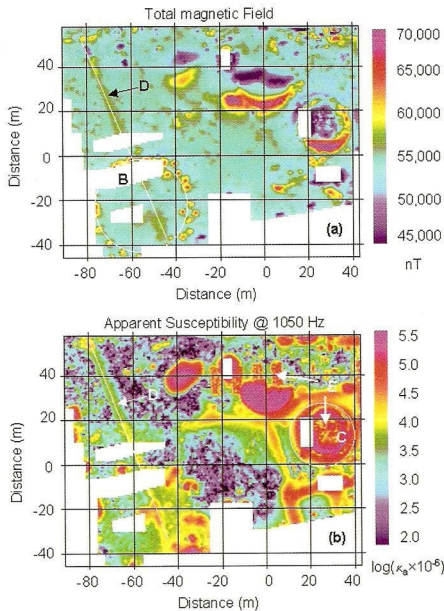 Total magnetic Field
70,000
65,000
60,000
55,000
50,000
45,000
nT
Distance (m)
40
20
0
-20
-40
D
B
(a)
-80 -60 -40 -20 0 20 40
Distance (m)
Apparent Susceptibility @ 1050 Hz
5.5
5.0
4.5
4.0
3.5
3.0
2.5
2.0
log(κa×10-6)
Distance (m)
40
20
0
-20
-40
D
E
C
(b)
-80 -60 -40 -20 0 20 40
Distance (m)